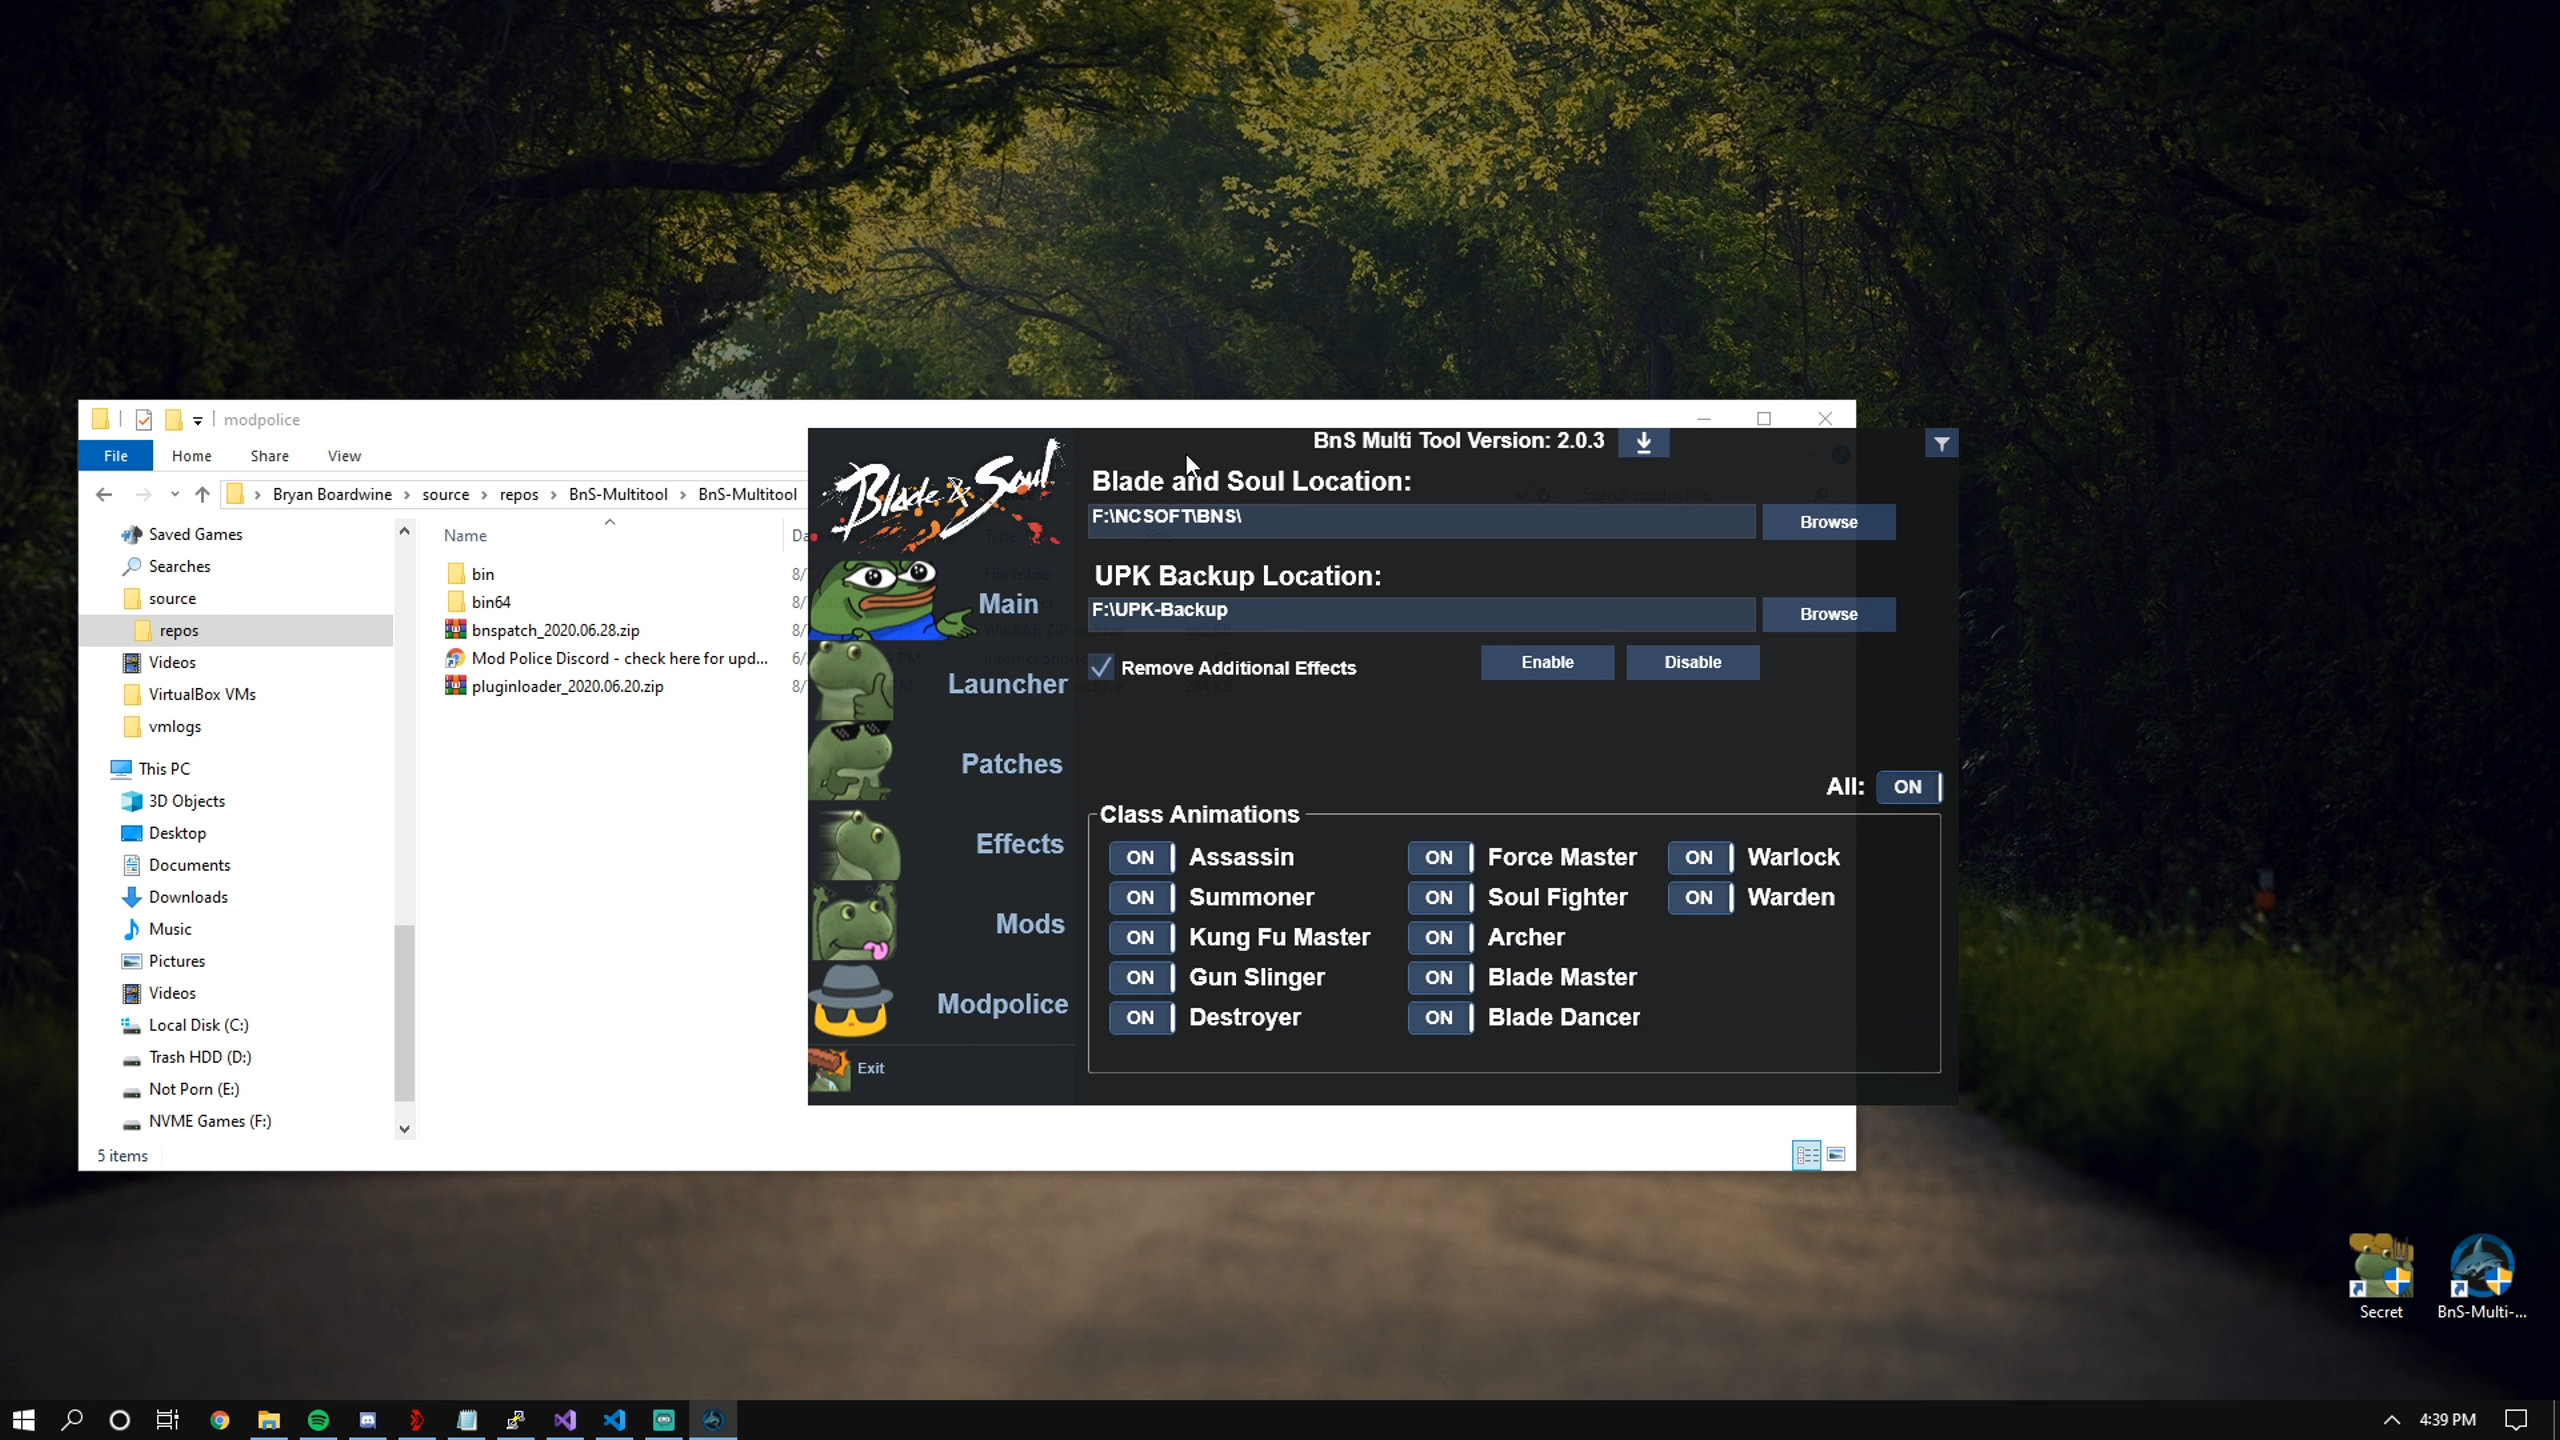 modpolice
File
Home
Share
View
Bryan Boardwine
source
repos
BnS-Multitool
BnS-Multitool
Saved Games
Searches
source
repos
Videos
VirtualBox VMs
vmlogs
This PC
3D Objects
Desktop
Documents
Downloads
Music
Pictures
Videos
Local Disk (C:)
Trash HDD (D:)
Not Porn (E:)
NVME Games (F:)
5 items
Name
bin
bin64
bnspatch_2020.06.28.zip
Mod Police Discord - check here for upd...
pluginloader_2020.06.20.zip
Blade & Soul
Main
Launcher
Patches
Effects
Mods
Modpolice
Exit
BnS Multi Tool Version: 2.0.3
Blade and Soul Location:
F:\NCSOFT\BNS\
Browse
UPK Backup Location:
F:\UPK-Backup
Browse
Remove Additional Effects
Enable
Disable
All:
ON
Class Animations
ON Assassin
ON Force Master
ON Warlock
ON Summoner
ON Soul Fighter
ON Warden
ON Kung Fu Master
ON Archer
ON Gun Slinger
ON Blade Master
ON Destroyer
ON Blade Dancer
Secret
BnS-Multi-...
4:39 PM